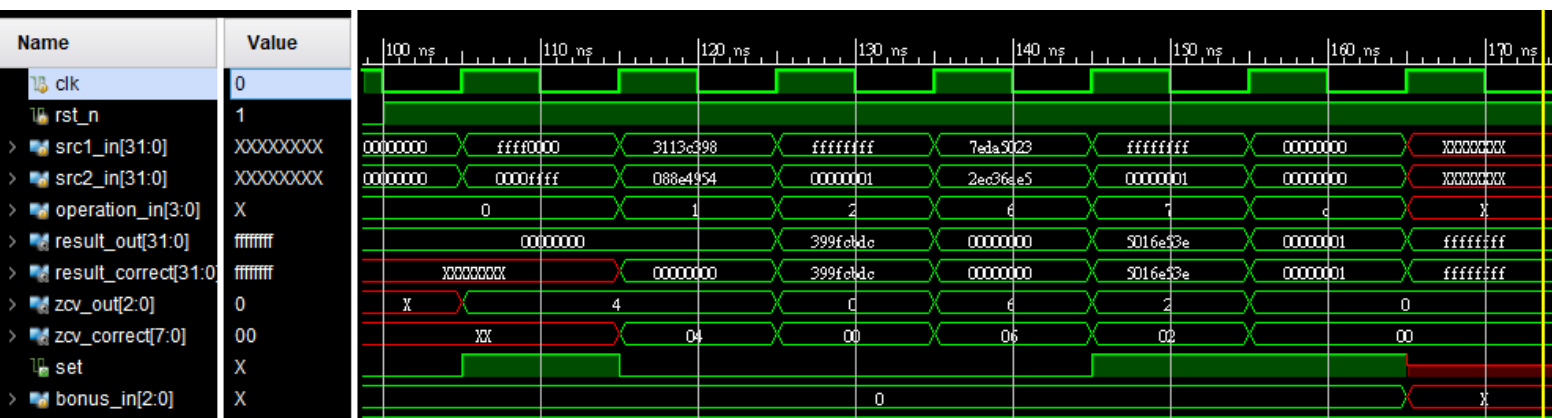 Name Value 100 ns 110 ns 120 ns 130 ns 140 ns 150 ns 160 ns 170 ns
clk 0
rst_n 1
src1_in[31:0] XXXXXXXX 00000000 ffff0000 3113c398 ffffffff 7eda5023 ffffffff 00000000 XXXXXXXX
src2_in[31:0] XXXXXXXX 00000000 0000ffff 088e4954 00000001 2ec36ae5 00000001 00000000 XXXXXXXX
operation_in[3:0] X 0 1 2 6 7 X
result_out[31:0] ffffffff 00000000 399fcbdc 00000000 5016e53e 00000001 ffffffff
result_correct[31:0] ffffffff XXXXXXXX 00000000 399fcbdc 00000000 5016e53e 00000001 ffffffff
zcv_out[2:0] 0 X 4 0 6 2 0
zcv_correct[7:0] 00 XX 04 00 06 02 00
set X
bonus_in[2:0] X 0 X